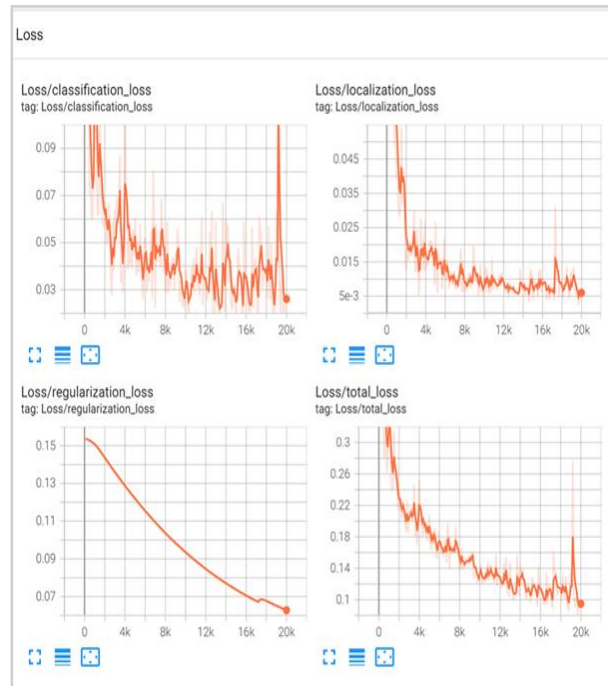 Loss
Loss/classification_loss
tag: Loss/classification_loss
0.09
0.07
0.05
0.03
0 4k 8k 12k 16k 20k
Loss/localization_loss
tag: Loss/localization_loss
0.045
0.035
0.025
0.015
5e-3
0 4k 8k 12k 16k 20k
Loss/regularization_loss
tag: Loss/regularization_loss
0.15
0.13
0.11
0.09
0.07
0 4k 8k 12k 16k 20k
Loss/total_loss
tag: Loss/total_loss
0.3
0.26
0.22
0.18
0.14
0.1
0 4k 8k 12k 16k 20k